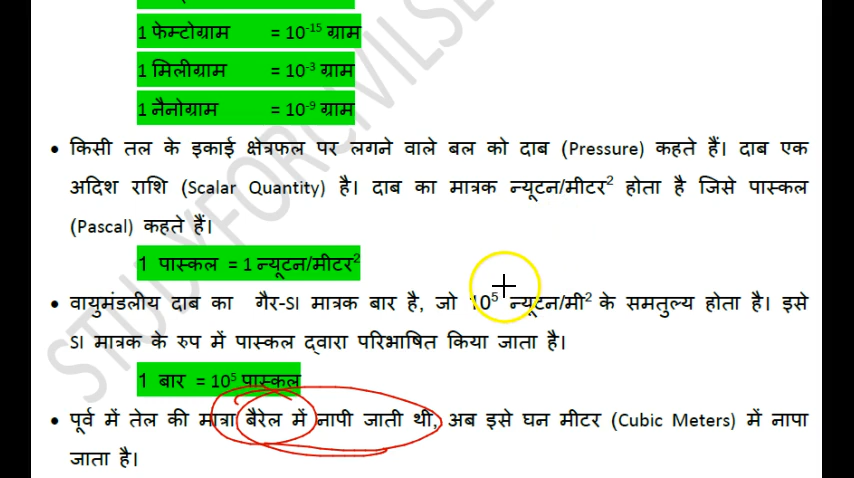 1 फेम्टोग्राम = 10⁻¹⁵ ग्राम
1 मिलीग्राम = 10⁻³ ग्राम
1 नैनोग्राम = 10⁻⁹ ग्राम
• किसी तल के इकाई क्षेत्रफल पर लगने वाले बल को दाब (Pressure) कहते हैं। दाब एक
अदिश राशि (Scalar Quantity) है। दाब का मात्रक न्यूटन/मीटर² होता है जिसे पास्कल
(Pascal) कहते हैं।
1 पास्कल = 1 न्यूटन/मीटर²
• वायुमंडलीय दाब का गैर-SI मात्रक बार है, जो 10⁵ न्यूटन/मी² के समतुल्य होता है। इसे
SI मात्रक के रुप में पास्कल द्वारा परिभाषित किया जाता है।
1 बार = 10⁵ पास्कल
• पूर्व में तेल की मात्रा बैरेल में नापी जाती थी, अब इसे घन मीटर (Cubic Meters) में नापा
जाता है।
STUDYFORCIVILSE